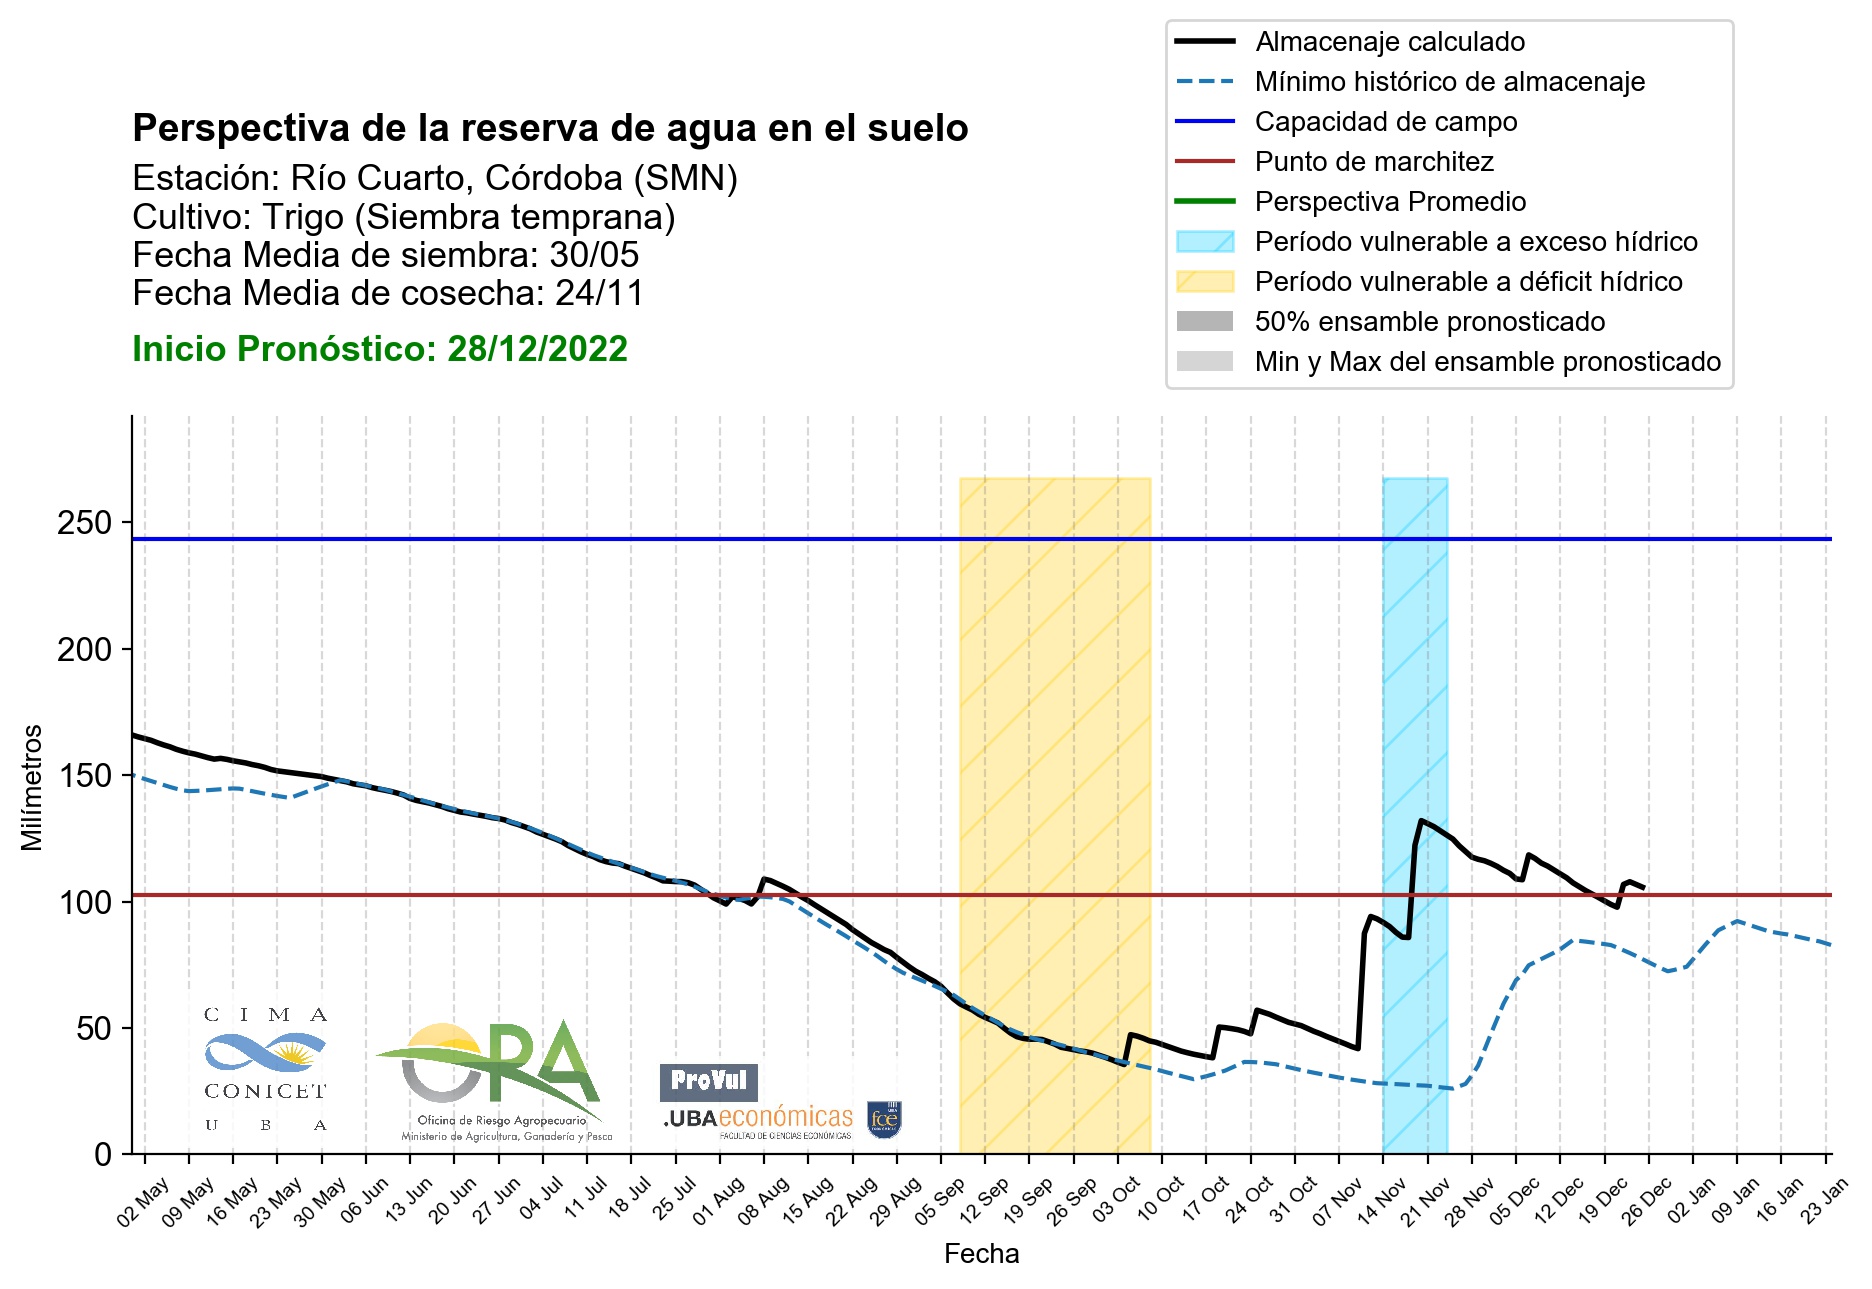 Almacenaje calculado
Mínimo histórico de almacenaje
Capacidad de campo
Punto de marchitez
Perspectiva Promedio
Período vulnerable a exceso hídrico
Período vulnerable a déficit hídrico
50% ensamble pronosticado
Min y Max del ensamble pronosticado
Perspectiva de la reserva de agua en el suelo
Estación: Río Cuarto, Córdoba (SMN)
Cultivo: Trigo (Siembra temprana)
Fecha Media de siembra: 30/05
Fecha Media de cosecha: 24/11
Inicio Pronóstico: 28/12/2022
Milímetros
250
200
150
100
50
0
CIMA
CONICET
UBA
ORA
Oficina de Riesgo Agropecuario
Ministerio de Agricultura, Ganadería y Pesca
ProVul
.UBAeconómicas
FACULTAD DE CIENCIAS ECONÓMICAS
UBA
fce
02 May 09 May 16 May 23 May 30 May 06 Jun 13 Jun 20 Jun 27 Jun 04 Jul 11 Jul 18 Jul 25 Jul 01 Aug 08 Aug 15 Aug 22 Aug 29 Aug 05 Sep 12 Sep 19 Sep 26 Sep 03 Oct 10 Oct 17 Oct 24 Oct 31 Oct 07 Nov 14 Nov 21 Nov 28 Nov 05 Dec 12 Dec 19 Dec 26 Dec 02 Jan 09 Jan 16 Jan 23 Jan
Fecha